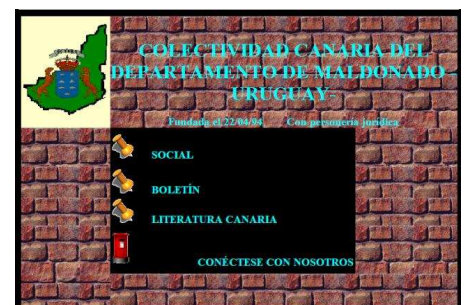 COLECTIVIDAD CANARIA DEL
DEPARTAMENTO DE MALDONADO -
URUGUAY-
Fundada el 22/04/94 Con personería jurídica
SOCIAL
BOLETÍN
LITERATURA CANARIA
CONÉCTESE CON NOSOTROS